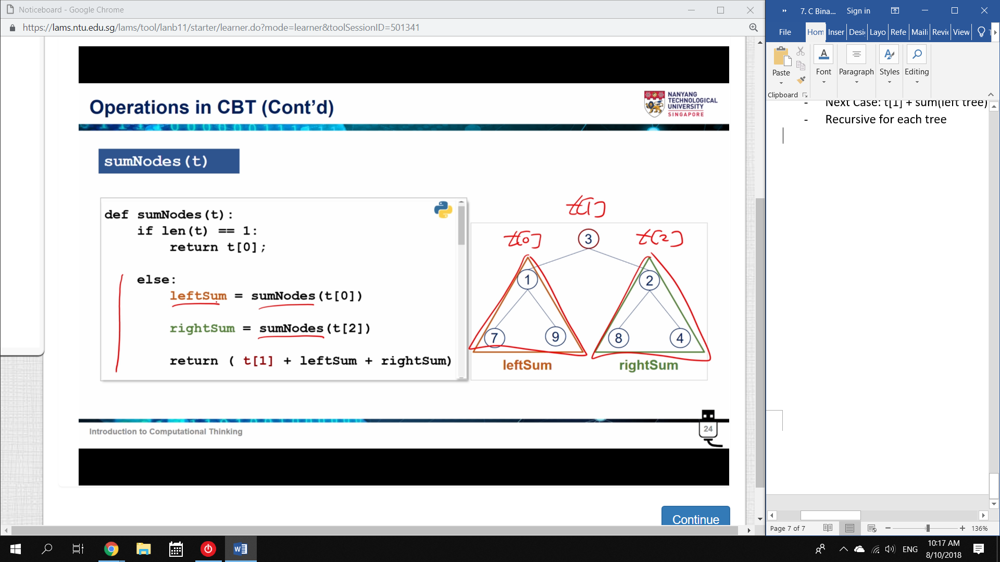 Noticeboard - Google Chrome
https://lams.ntu.edu.sg/lams/tool/lanb11/starter/learner.do?mode=learner&toolSessionID=501341
Operations in CBT (Cont'd)
NANYANG
TECHNOLOGICAL
UNIVERSITY
SINGAPORE
sumNodes(t)
def sumNodes(t):
if len(t) == 1:
return t[0];
else:
leftSum = sumNodes(t[0])
rightSum = sumNodes(t[2])
return ( t[1] + leftSum + rightSum)
t[1]
t[0]
3
t[2]
1
2
7
9
8
4
leftSum
rightSum
Introduction to Computational Thinking
24
Continue
7. C Bina...
Sign in
File
Hom
Inser
Desi
Layo
Refe
Maili
Revi
View
Paste
Font
Paragraph
Styles
Editing
Clipboard
- Next Case: t[1] + sum(left tree)
- Recursive for each tree
Page 7 of 7
136%
ENG
10:17 AM
8/10/2018